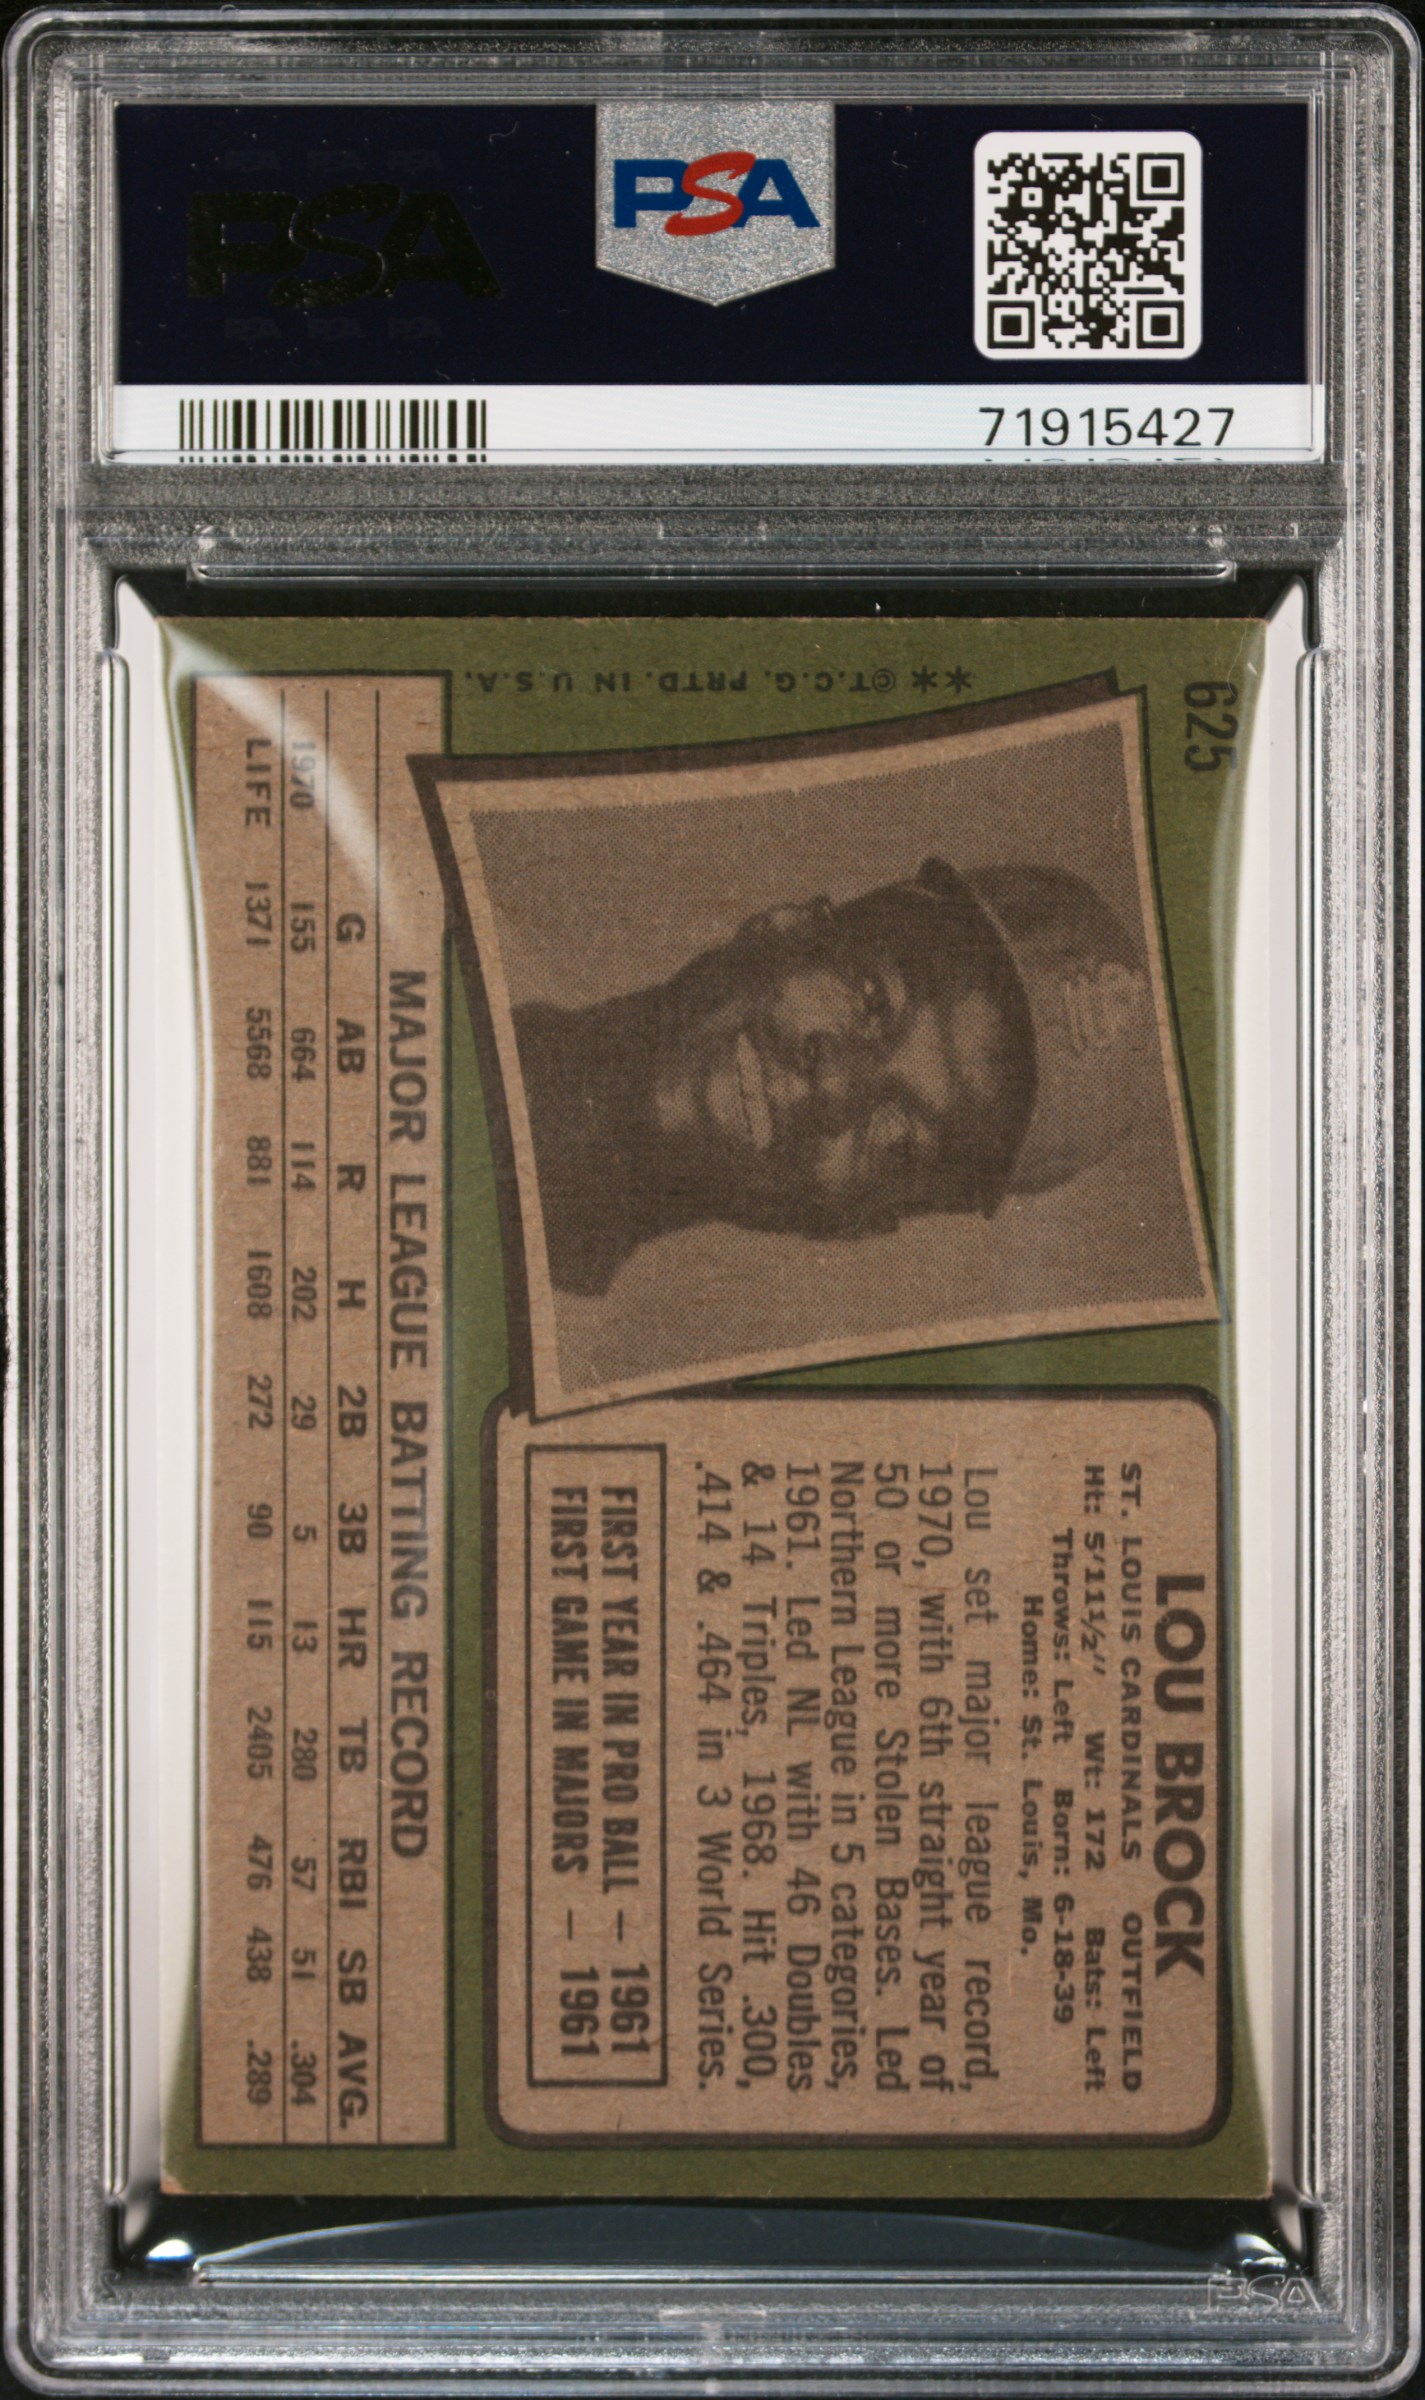 PSA
PSA
71915427
625
**©T.C.G. PRTD. IN U.S.A.
LOU BROCK
ST. LOUIS CARDINALS OUTFIELD
Ht: 5'11½" Wt: 172 Bats: Left
Throws: Left Born: 6-18-39
Home: St. Louis, Mo.
Lou set major league record,
1970, with 6th straight year of
50 or more Stolen Bases. Led
Northern League in 5 categories,
1961. Led NL with 46 Doubles
& 14 Triples, 1968. Hit .300,
.414 & .464 in 3 World Series.
FIRST YEAR IN PRO BALL — 1961
FIRST GAME IN MAJORS — 1961
MAJOR LEAGUE BATTING RECORD
G AB R H 2B 3B HR TB RBI SB AVG.
1970 155 664 114 202 29 5 13 280 57 51 .304
LIFE 1371 5568 881 1608 272 90 115 2405 476 438 .289
PSA